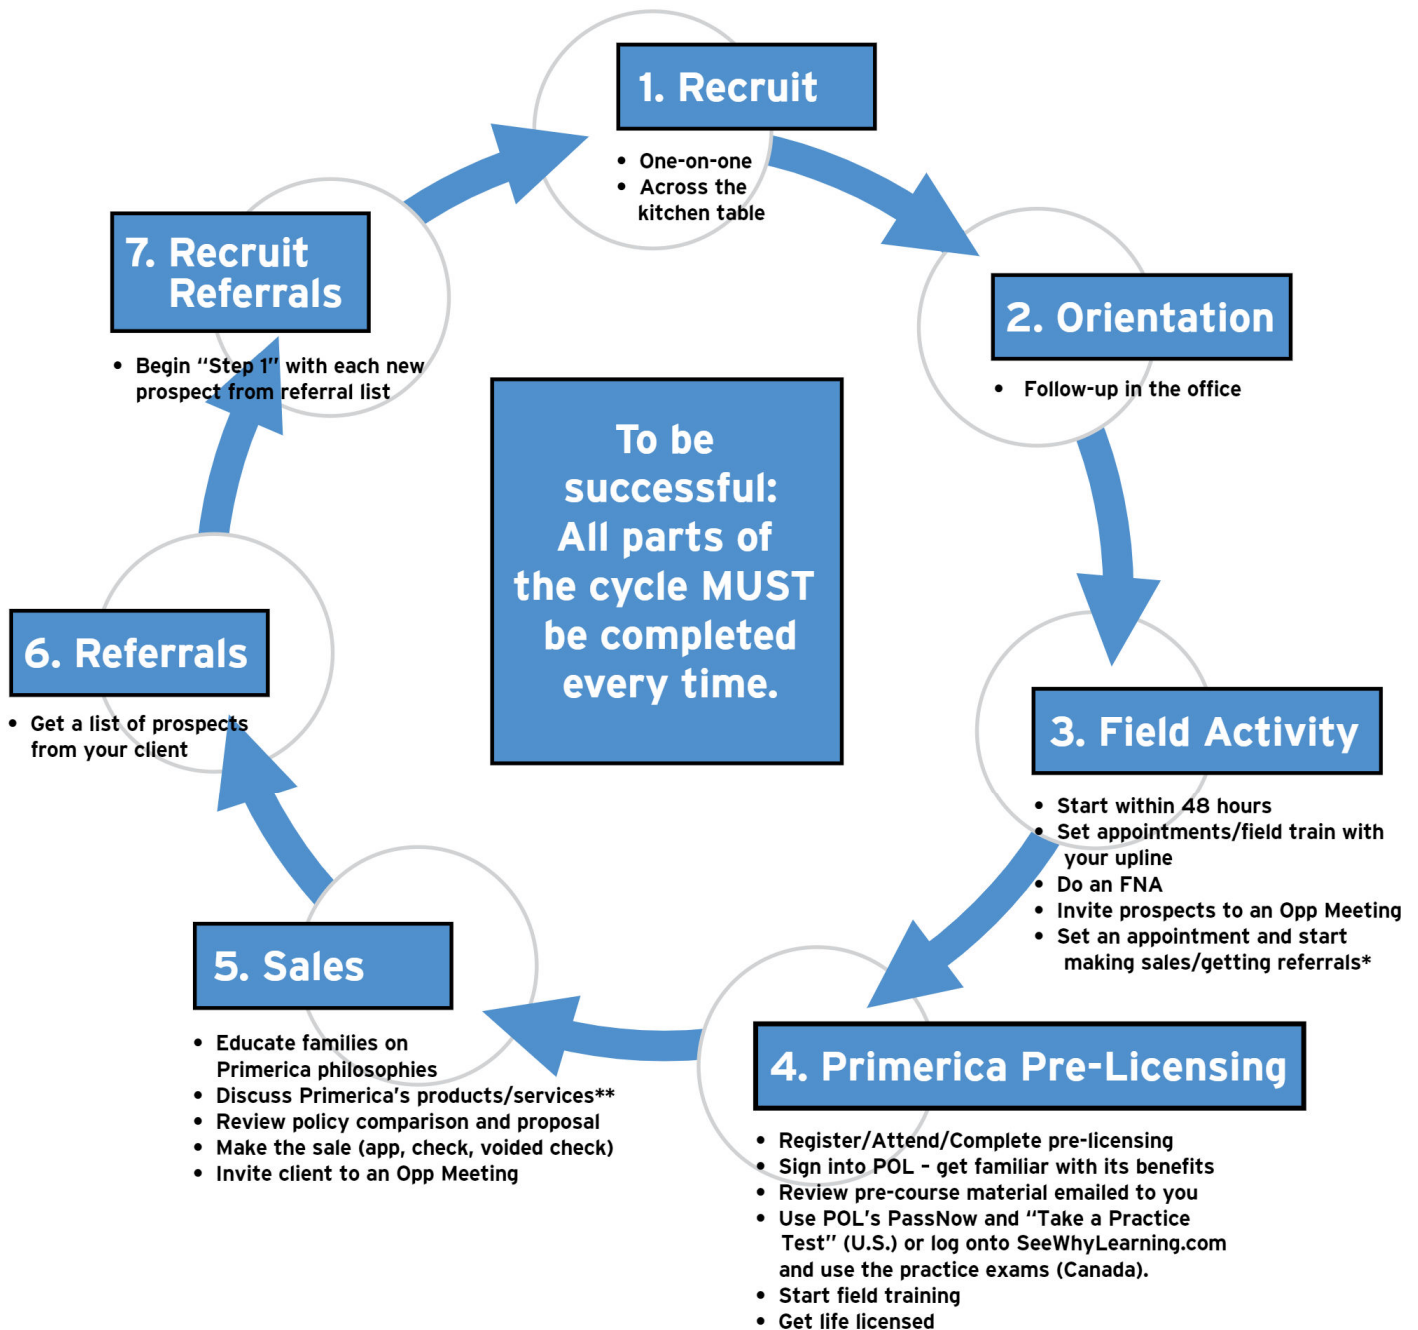 1. Recruit
• One-on-one
• Across the
kitchen table
2. Orientation
• Follow-up in the office
3. Field Activity
• Start within 48 hours
• Set appointments/field train with
your upline
• Do an FNA
• Invite prospects to an Opp Meeting
• Set an appointment and start
making sales/getting referrals*
4. Primerica Pre-Licensing
• Register/Attend/Complete pre-licensing
• Sign into POL – get familiar with its benefits
• Review pre-course material emailed to you
• Use POL's PassNow and “Take a Practice
Test” (U.S.) or log onto SeeWhyLearning.com
and use the practice exams (Canada).
• Start field training
• Get life licensed
5. Sales
• Educate families on
Primerica philosophies
• Discuss Primerica's products/services**
• Review policy comparison and proposal
• Make the sale (app, check, voided check)
• Invite client to an Opp Meeting
6. Referrals
• Get a list of prospects
from your client
7. Recruit
Referrals
• Begin “Step 1” with each new
prospect from referral list
To be
successful:
All parts of
the cycle MUST
be completed
every time.